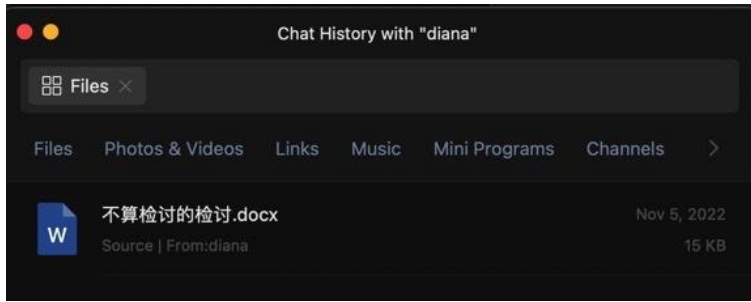 Chat History with "diana"
Files
Files Photos & Videos Links Music Mini Programs Channels
不算检讨的检讨.docx Nov 5, 2022
W
Source | From:diana 15 KB